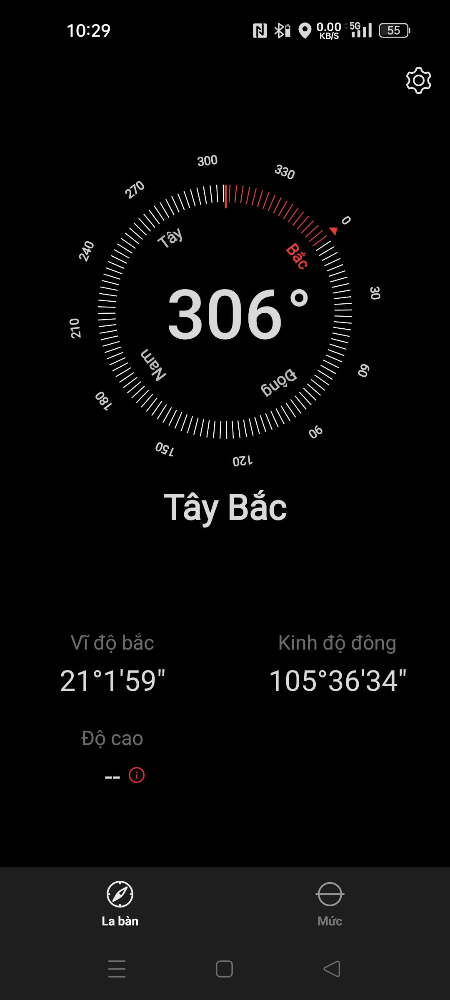 10:29
0.00
KB/S
5G
55
300
330
270
0
Tây
240
Bắc
30
306°
210
Nam
60
Đông
180
90
150
120
Tây Bắc
Vĩ độ bắc
Kinh độ đông
21°1'59"
105°36'34"
Độ cao
--
La bàn
Mức